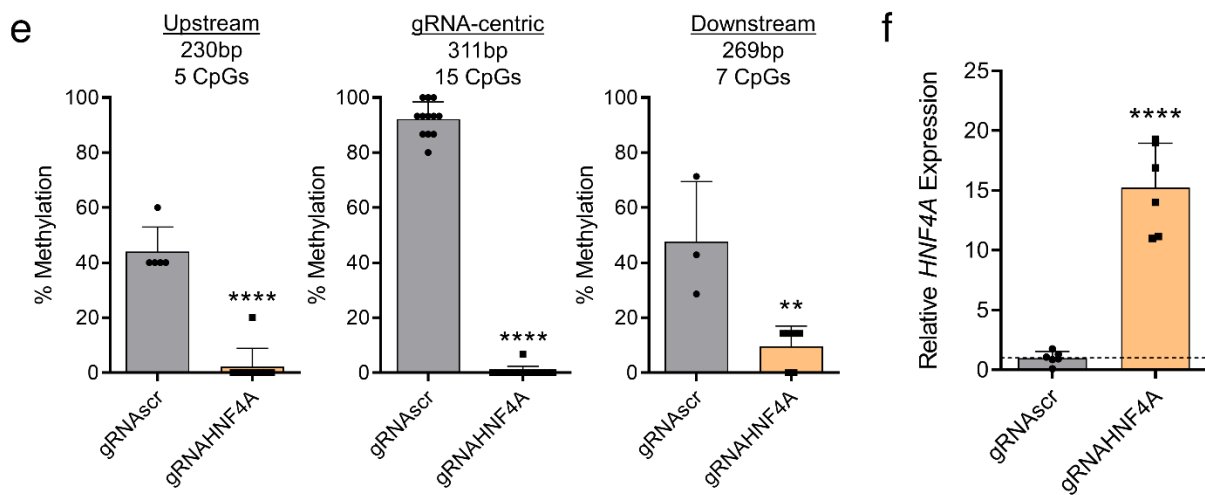 e
Upstream
230bp
5 CpGs
% Methylation
100
80
60
40
20
0
****
gRNAscr
gRNAHNF4A
gRNA-centric
311bp
15 CpGs
% Methylation
100
80
60
40
20
0
****
gRNAscr
gRNAHNF4A
Downstream
269bp
7 CpGs
% Methylation
100
80
60
40
20
0
**
gRNAscr
gRNAHNF4A
f
Relative HNF4A Expression
25
20
15
10
5
1
0
****
gRNAscr
gRNAHNF4A